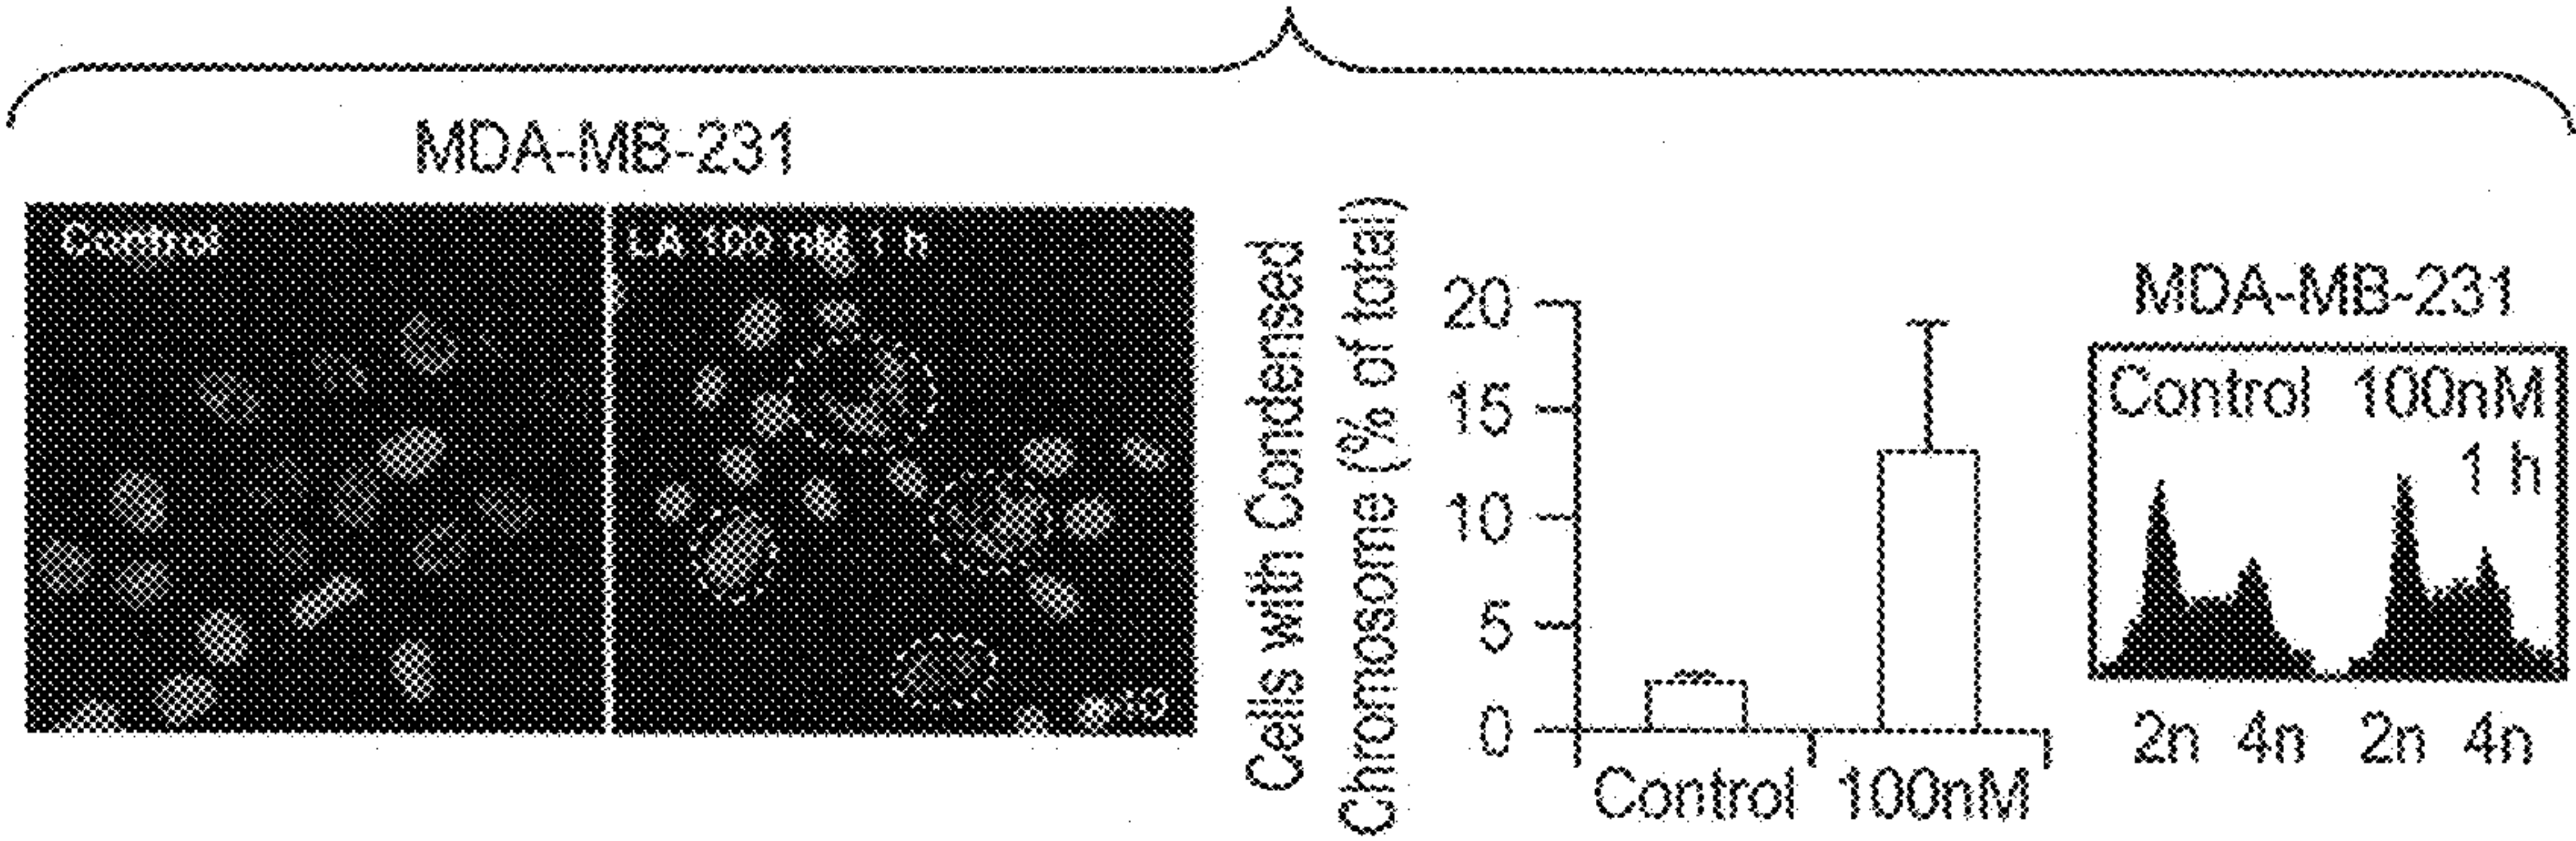 MDA-MB-231
Control
LA 100 nM 1 h
Cells with Condensed
Chromosome (% of total)
20
15
10
5
0
Control 100nM
MDA-MB-231
Control 100nM
1 h
2n 4n 2n 4n